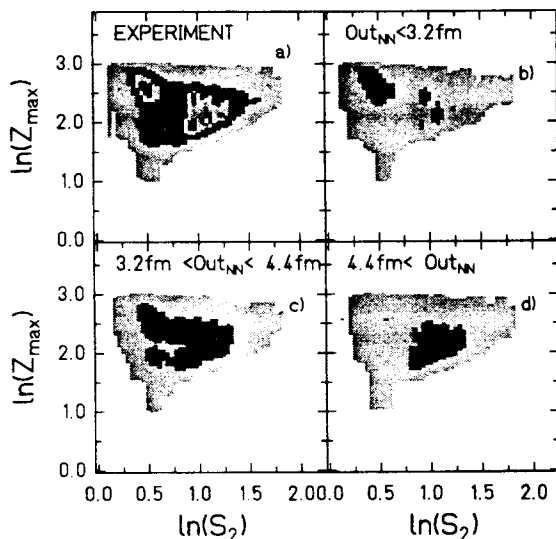 EXPERIMENT
a)
Out_NN<3.2fm
b)
3.0
2.0
1.0
0.0
ln(Z_max)
3.2fm <Out_NN< 4.4fm
c)
4.4fm< Out_NN
d)
3.0
2.0
1.0
0.0
ln(Z_max)
0.0 0.5 1.0 1.5 2.0 0.0 0.5 1.0 1.5 2.0
ln(S_2)
ln(S_2)